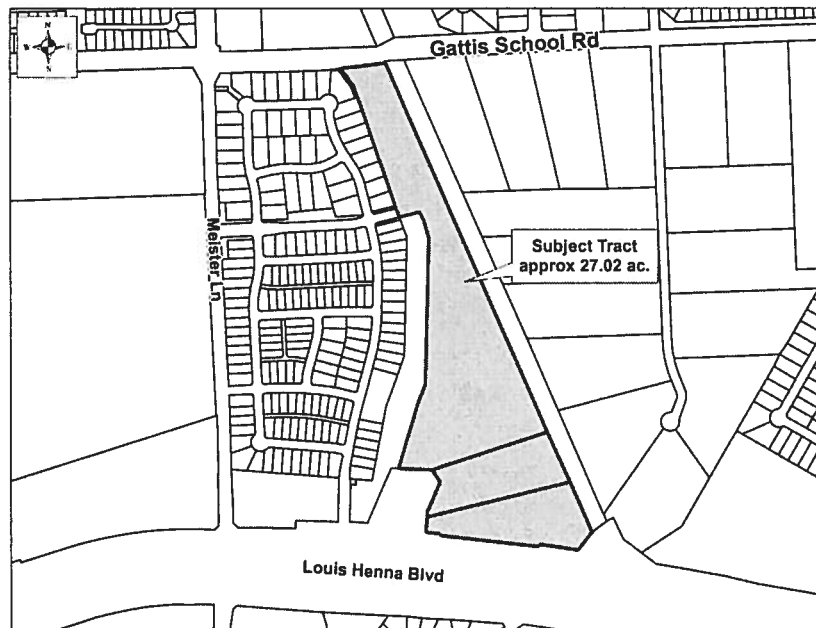 N
W E
Gattis School Rd
Meister Ln
Subject Tract
approx 27.02 ac.
Louis Henna Blvd